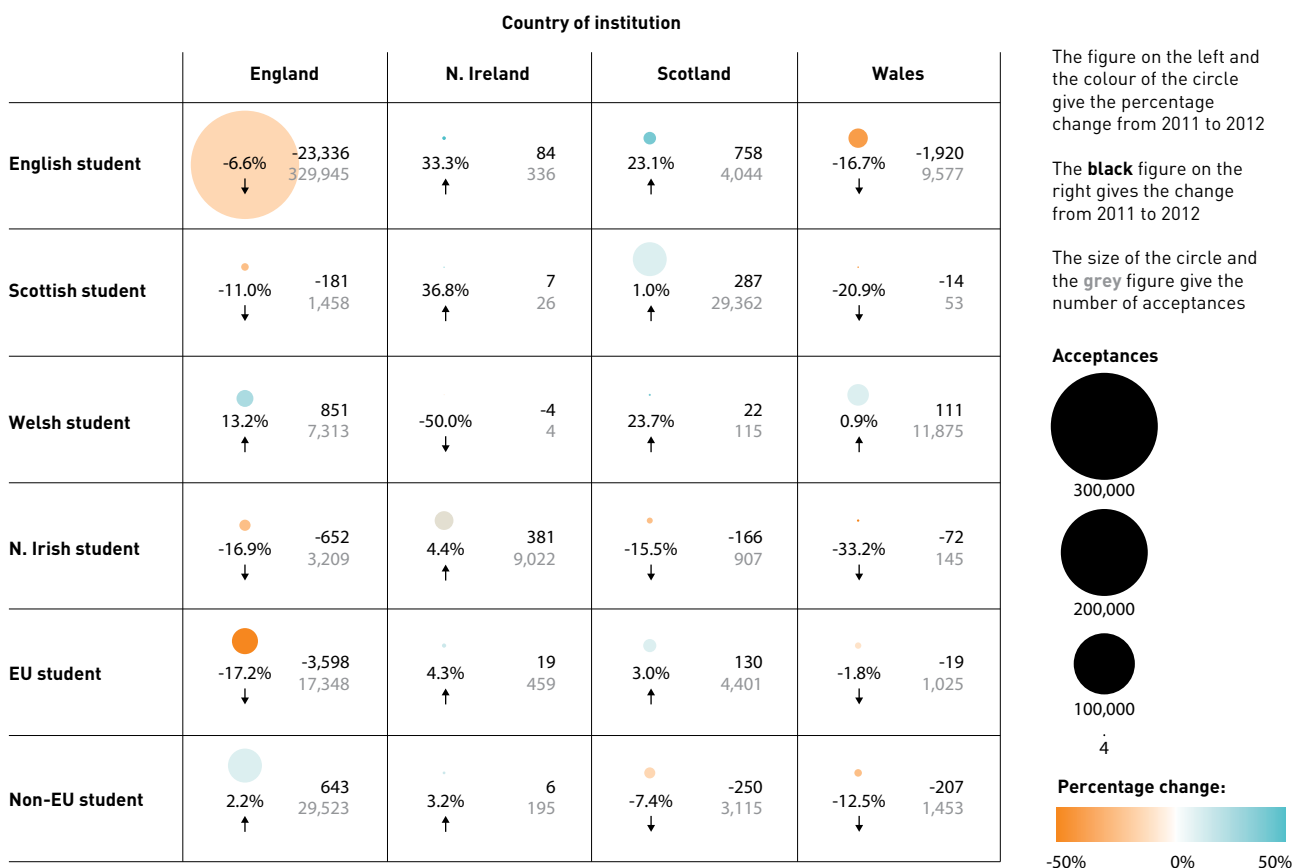 Country of institution
England N. Ireland Scotland Wales
English student
-6.6% -23,336
329,945
33.3% 84
336
23.1% 758
4,044
-16.7% -1,920
9,577
Scottish student
-11.0% -181
1,458
36.8% 7
26
1.0% 287
29,362
-20.9% -14
53
Welsh student
13.2% 851
7,313
-50.0% -4
4
23.7% 22
115
0.9% 111
11,875
N. Irish student
-16.9% -652
3,209
4.4% 381
9,022
-15.5% -166
907
-33.2% -72
145
EU student
-17.2% -3,598
17,348
4.3% 19
459
3.0% 130
4,401
-1.8% -19
1,025
Non-EU student
2.2% 643
29,523
3.2% 6
195
-7.4% -250
3,115
-12.5% -207
1,453
The figure on the left and
the colour of the circle
give the percentage
change from 2011 to 2012
The black figure on the
right gives the change
from 2011 to 2012
The size of the circle and
the grey figure give the
number of acceptances
Acceptances
300,000
200,000
100,000
4
Percentage change:
-50% 0% 50%